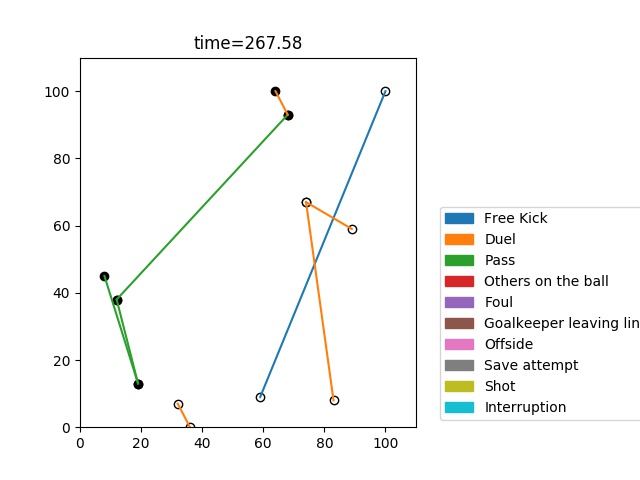 time=267.58
100
80
60
40
20
0
0 20 40 60 80 100
Free Kick
Duel
Pass
Others on the ball
Foul
Goalkeeper leaving lin
Offside
Save attempt
Shot
Interruption